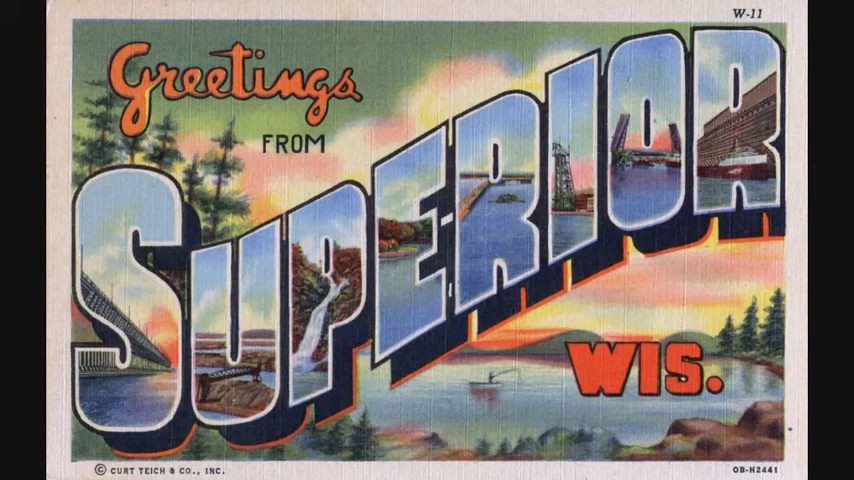 W-11
Greetings
FROM
SUPERIOR
WIS.
© CURT TEICH & CO., INC.
OB-H2441